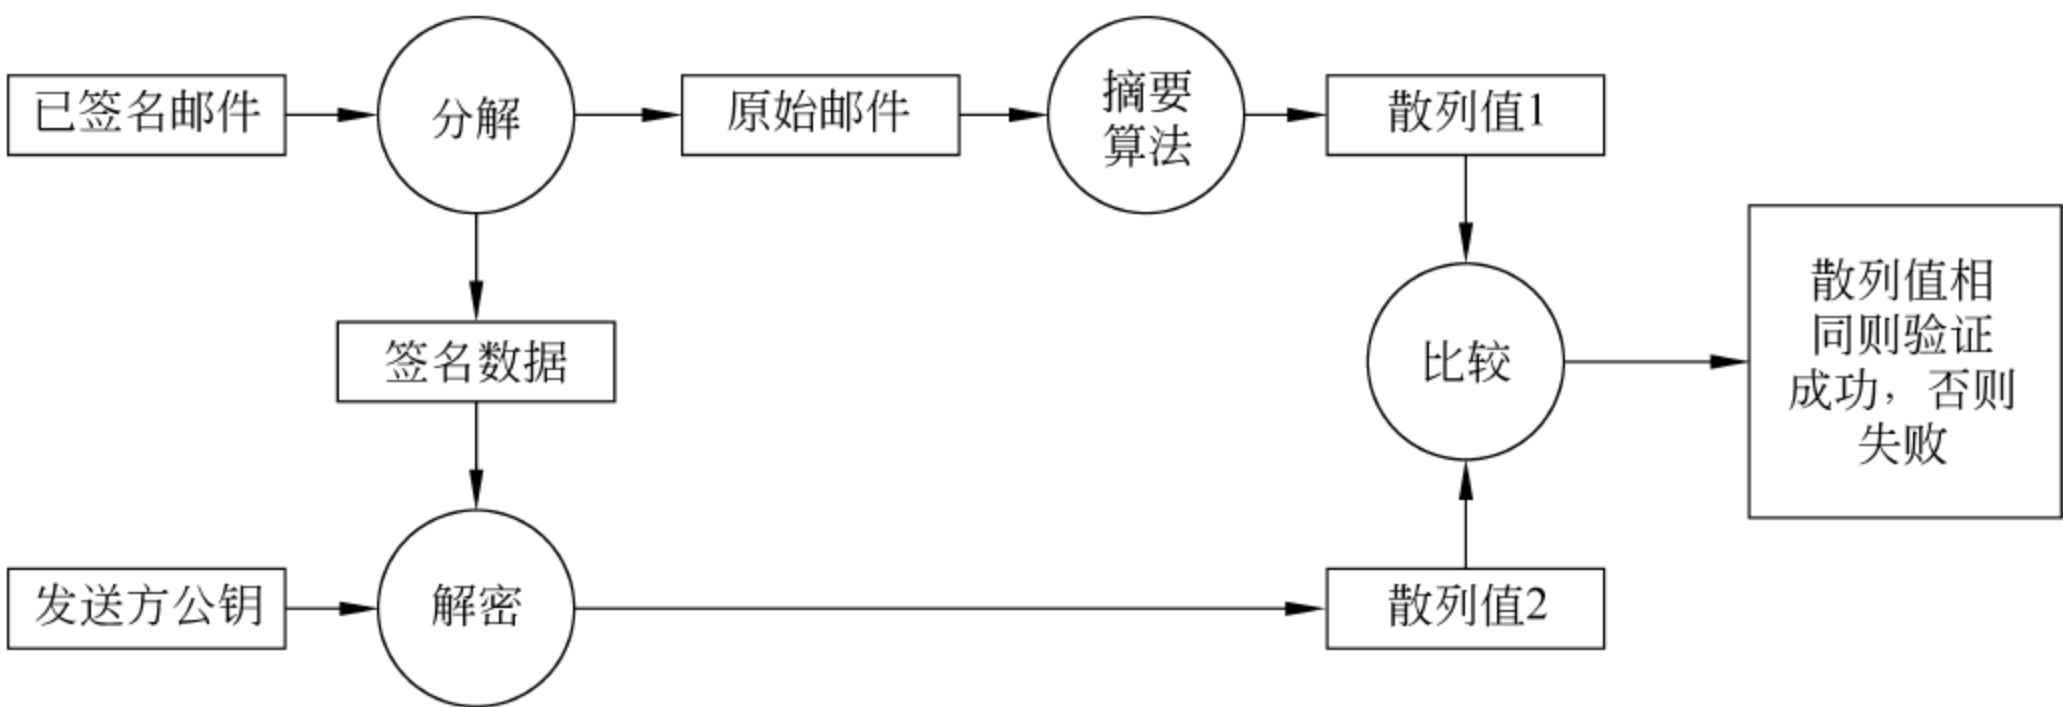 已签名邮件
分解
原始邮件
摘要
算法
散列值1
签名数据
比较
散列值相
同则验证
成功，否则
失败
发送方公钥
解密
散列值2